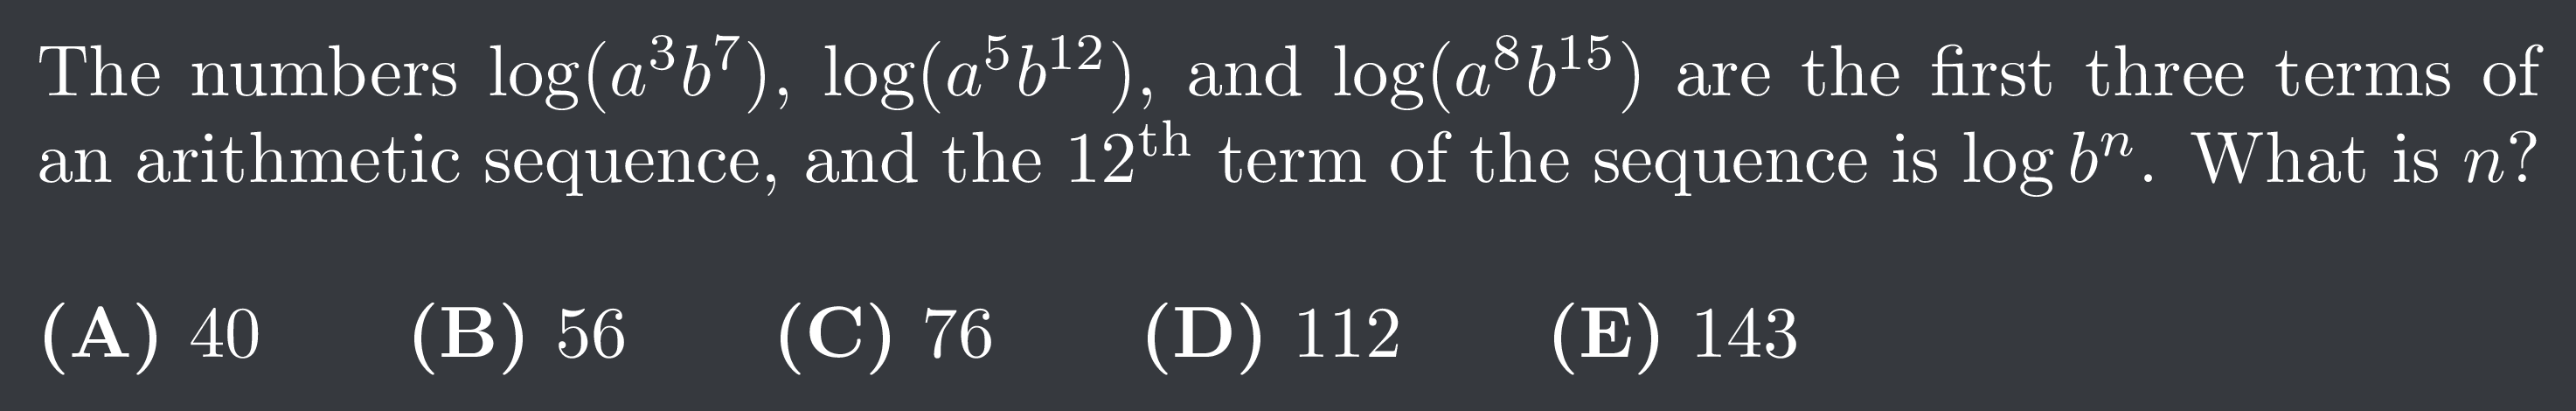 The numbers log(a³b⁷), log(a⁵b¹²), and log(a⁸b¹⁵) are the first three terms of
an arithmetic sequence, and the 12ᵗʰ term of the sequence is log bⁿ. What is n?
(A) 40 (B) 56 (C) 76 (D) 112 (E) 143